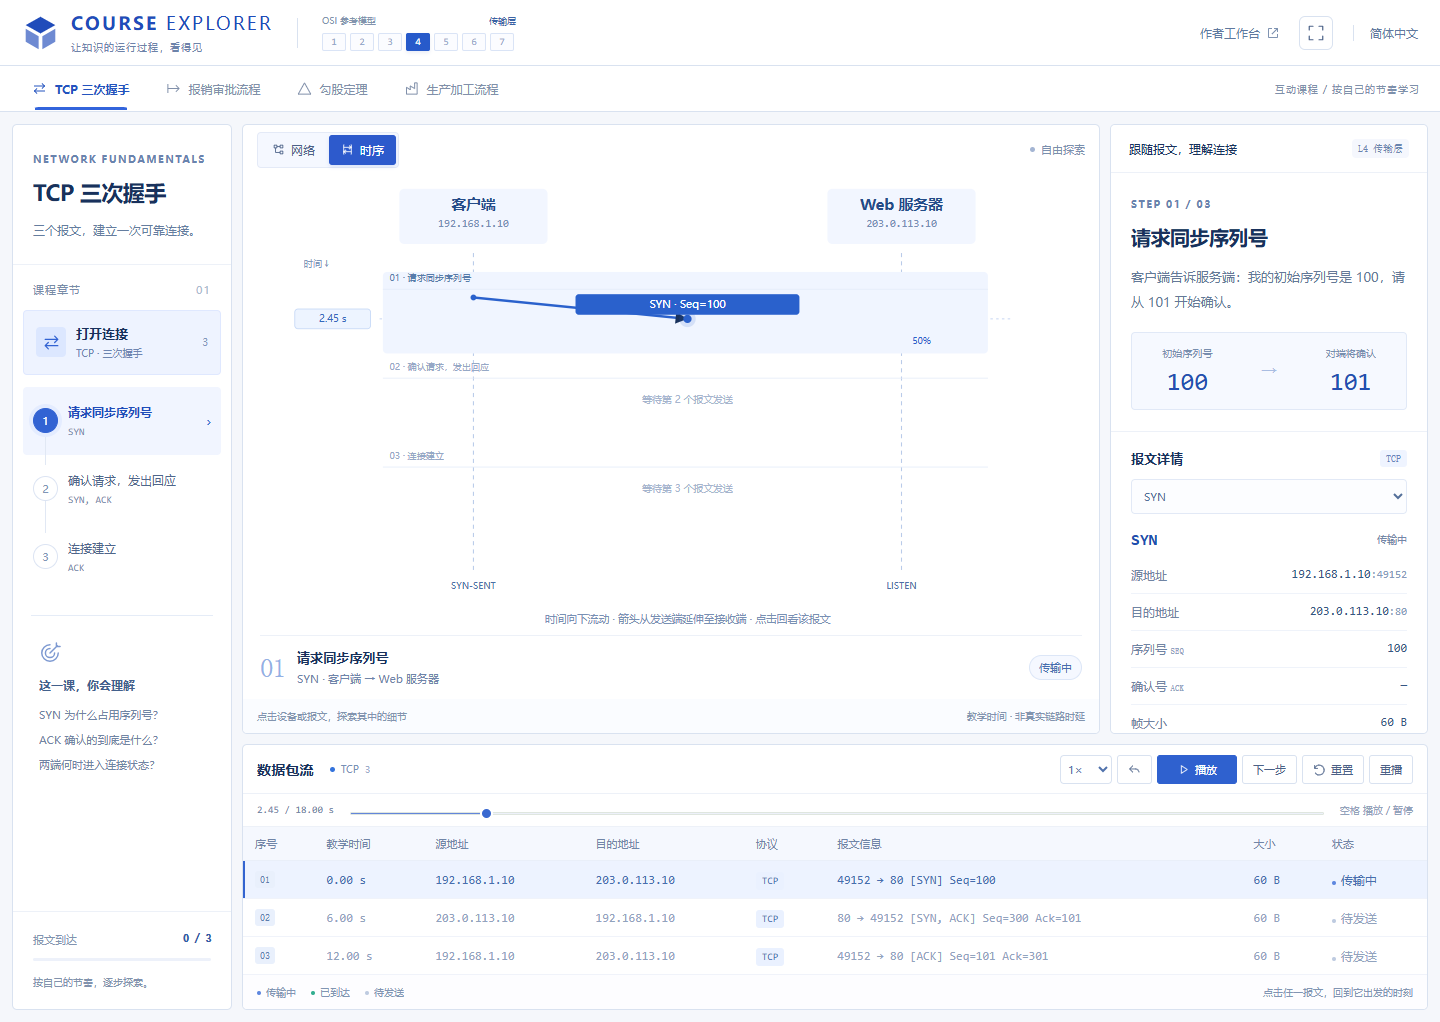 COURSE EXPLORER
让知识的运行过程，看得见
OSI 参考模型
传输层
1 2 3 4 5 6 7
作者工作台
简体中文
TCP 三次握手
报销审批流程
勾股定理
生产加工流程
互动课程 / 按自己的节奏学习
NETWORK FUNDAMENTALS
TCP 三次握手
三个报文，建立一次可靠连接。
课程章节
01
打开连接
TCP · 三次握手
3
1
请求同步序列号
SYN
›
2
确认请求，发出回应
SYN, ACK
3
连接建立
ACK
这一课，你会理解
SYN 为什么占用序列号?
ACK 确认的到底是什么?
两端何时进入连接状态?
报文到达
0 / 3
按自己的节奏，逐步探索。
网络
时序
自由探索
客户端
192.168.1.10
Web 服务器
203.0.113.10
时间 ↓
01 · 请求同步序列号
SYN · Seq=100
2.45 s
50%
02 · 确认请求，发出回应
等待第 2 个报文发送
03 · 连接建立
等待第 3 个报文发送
SYN-SENT
LISTEN
时间向下流动 · 箭头从发送端延伸至接收端 · 点击回看该报文
01
请求同步序列号
SYN · 客户端 → Web 服务器
传输中
点击设备或报文，探索其中的细节
教学时间 · 非真实链路时延
跟随报文，理解连接
L4 传输层
STEP 01 / 03
请求同步序列号
客户端告诉服务端：我的初始序列号是 100，请
从 101 开始确认。
初始序列号
100
→
对端将确认
101
报文详情
TCP
SYN
SYN
传输中
源地址
192.168.1.10:49152
目的地址
203.0.113.10:80
序列号 SEQ
100
确认号 ACK
—
帧大小
60 B
数据包流
TCP 3
1×
播放
下一步
重置
重播
2.45 / 18.00 s
空格 播放 / 暂停
序号 教学时间 源地址 目的地址 协议 报文信息 大小 状态
01 0.00 s 192.168.1.10 203.0.113.10 TCP 49152 → 80 [SYN] Seq=100 60 B 传输中
02 6.00 s 203.0.113.10 192.168.1.10 TCP 80 → 49152 [SYN, ACK] Seq=300 Ack=101 60 B 待发送
03 12.00 s 192.168.1.10 203.0.113.10 TCP 49152 → 80 [ACK] Seq=101 Ack=301 60 B 待发送
传输中 已到达 待发送
点击任一报文，回到它出发的时刻